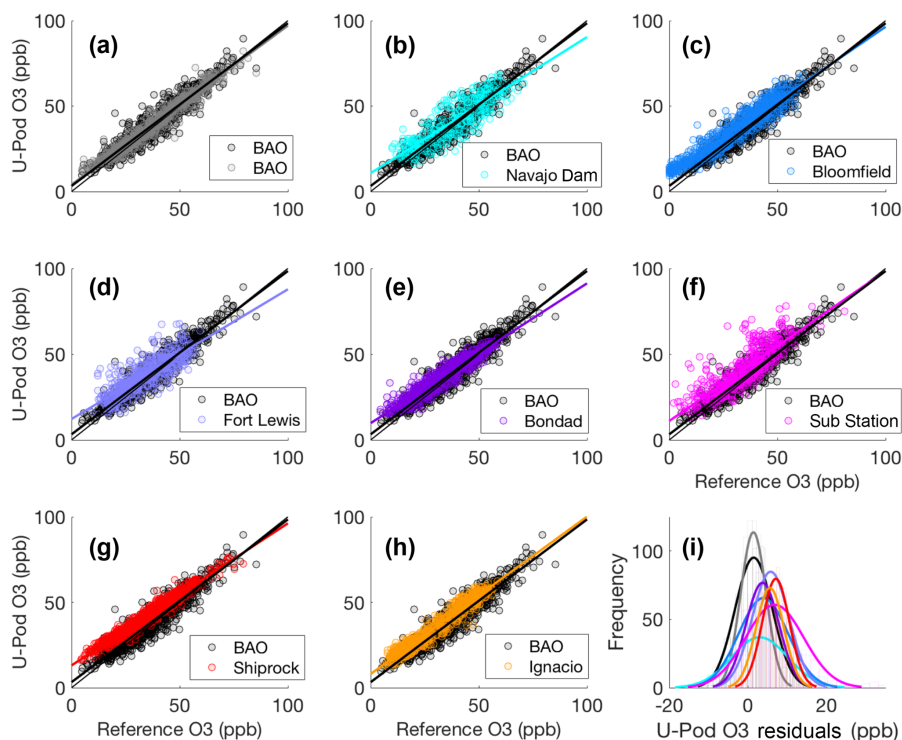 (a)
U-Pod O3 (ppb)
100
50
0
0
50
100
BAO
BAO
(b)
100
50
0
0
50
100
BAO
Navajo Dam
(c)
100
50
0
0
50
100
BAO
Bloomfield
(d)
U-Pod O3 (ppb)
100
50
0
0
50
100
BAO
Fort Lewis
(e)
100
50
0
0
50
100
BAO
Bondad
(f)
100
50
0
0
50
100
Reference O3 (ppb)
BAO
Sub Station
(g)
U-Pod O3 (ppb)
100
50
0
0
50
100
Reference O3 (ppb)
BAO
Shiprock
(h)
100
50
0
0
50
100
Reference O3 (ppb)
BAO
Ignacio
(i)
Frequency
100
50
0
-20
0
20
U-Pod O3 residuals (ppb)